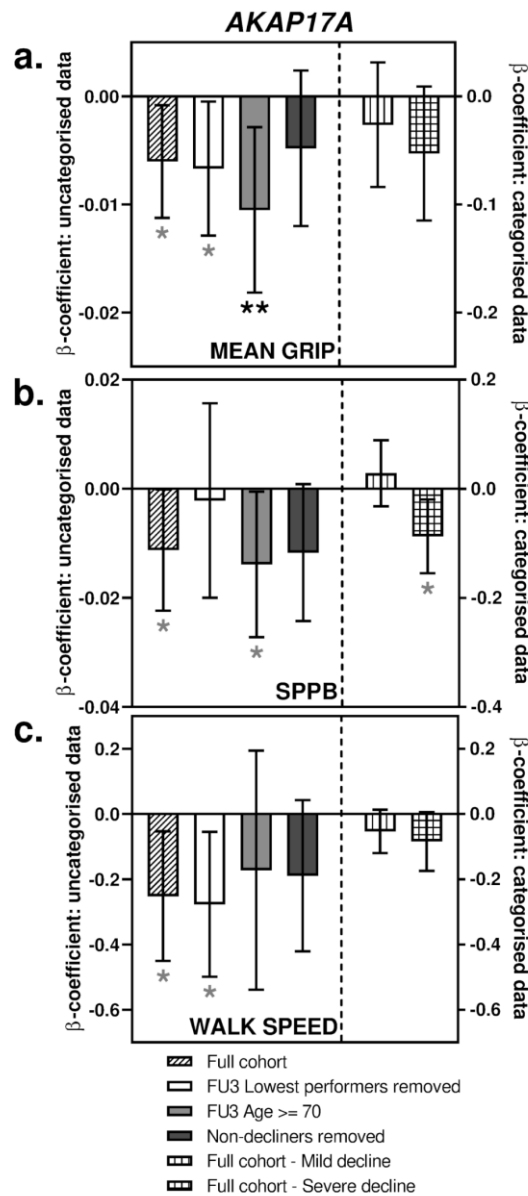 AKAP17A
a.
β-coefficient: uncategorised data
0.00
-0.01
-0.02
*
*
**
MEAN GRIP
0.0
-0.1
-0.2
β-coefficient: categorised data
b.
β-coefficient: uncategorised data
0.02
0.00
-0.02
-0.04
*
*
*
SPPB
0.2
0.0
-0.2
-0.4
β-coefficient: categorised data
c.
β-coefficient: uncategorised data
0.2
0.0
-0.2
-0.4
-0.6
*
*
WALK SPEED
0.2
0.0
-0.2
-0.4
-0.6
β-coefficient: categorised data
Full cohort
FU3 Lowest performers removed
FU3 Age >= 70
Non-decliners removed
Full cohort - Mild decline
Full cohort - Severe decline